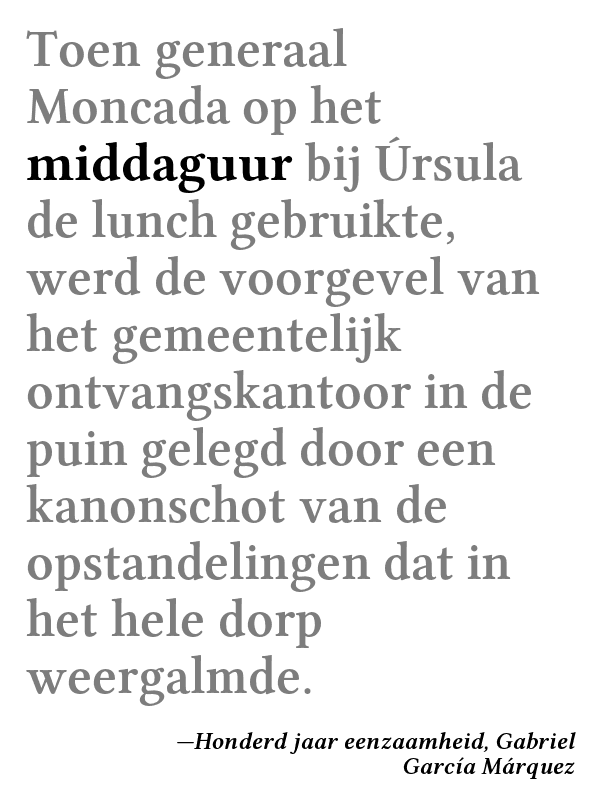 Toen generaal
Moncada op het
middaguur bij Úrsula
de lunch gebruikte,
werd de voorgevel van
het gemeentelijk
ontvangskantoor in de
puin gelegd door een
kanonschot van de
opstandelingen dat in
het hele dorp
weergalmde.
—Honderd jaar eenzaamheid, Gabriel
García Márquez